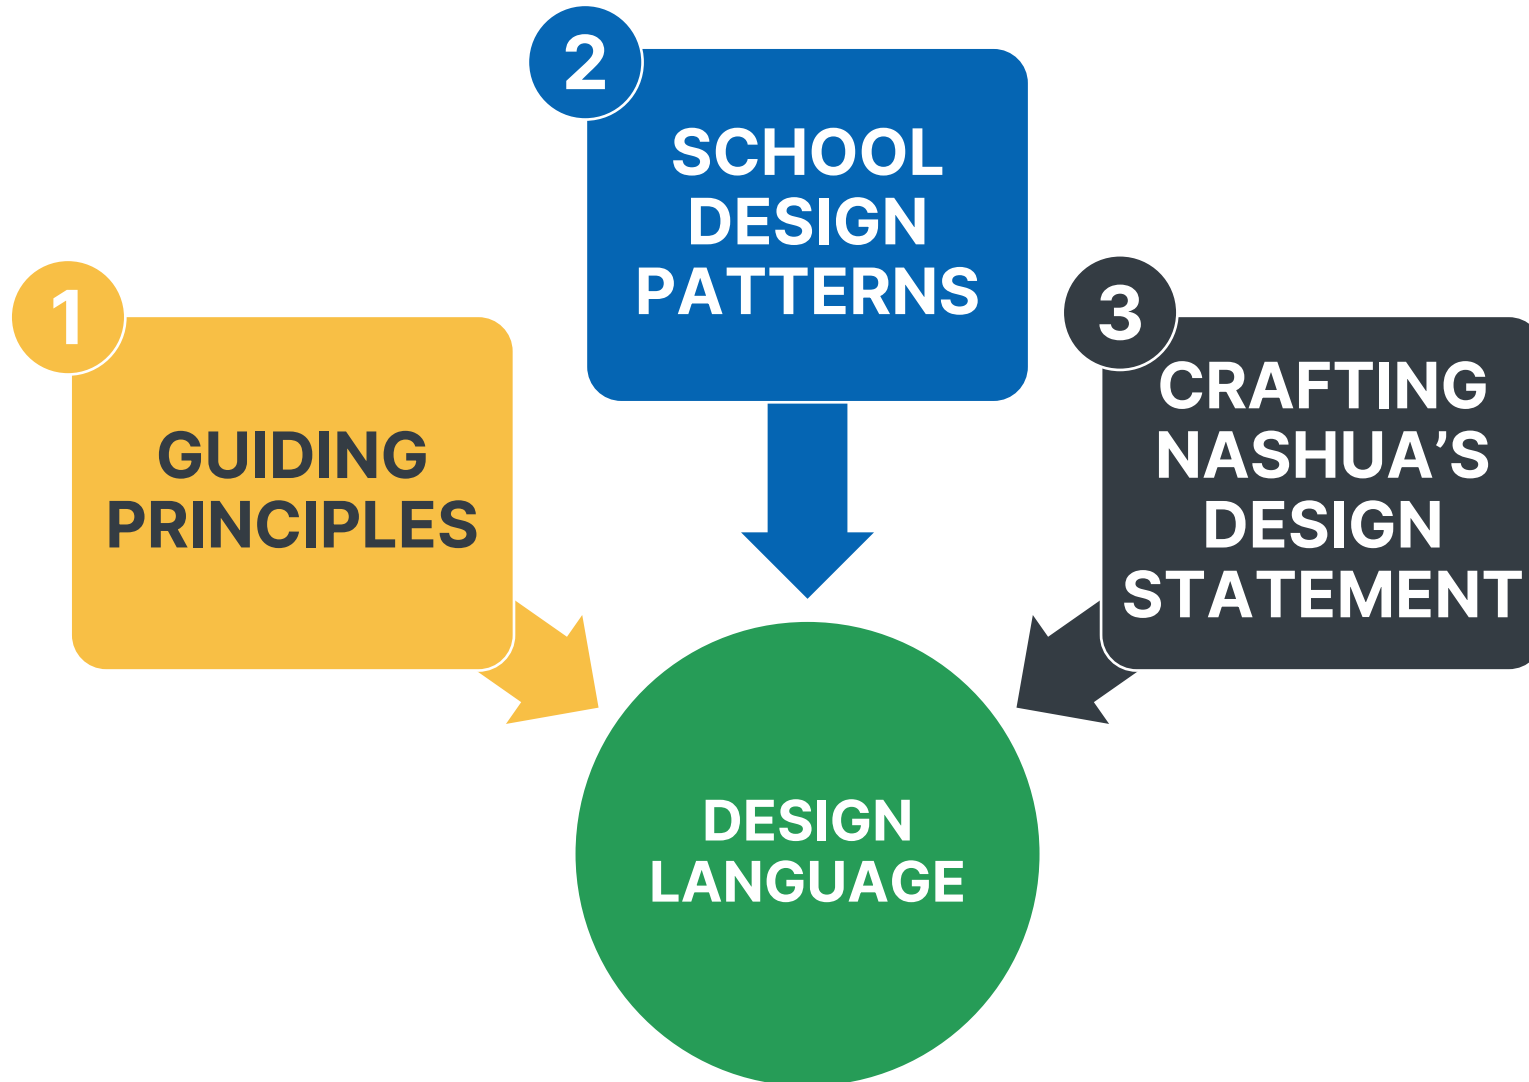 1
GUIDING
PRINCIPLES
2
SCHOOL
DESIGN
PATTERNS
3
CRAFTING
NASHUA’S
DESIGN
STATEMENT
DESIGN
LANGUAGE